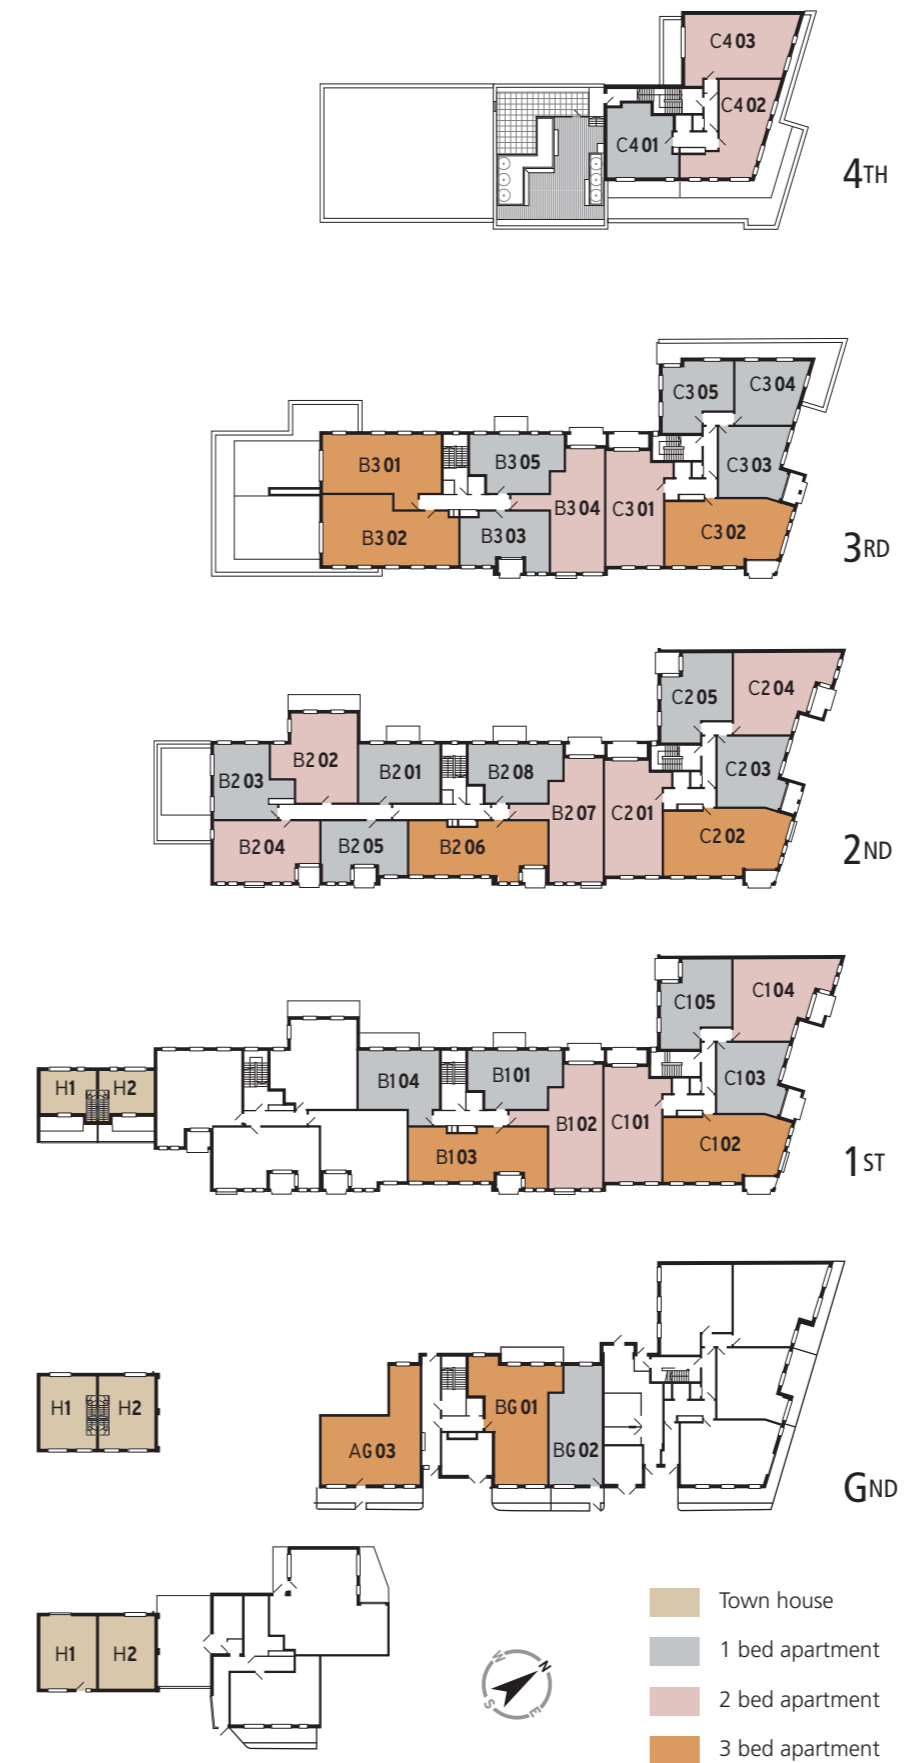 C403
C402
C401
4TH
C305
C304
B301
B305
C303
B304
C301
B302
B303
C302
3RD
C205
C204
B202
B203
B201
B208
C203
B207
C201
B204
B205
B206
C202
2ND
C105
C104
H1
H2
B104
B101
C103
B102
C101
B103
C102
1ST
H1
H2
BG01
AG03
BG02
GND
H1
H2
N
E
S
W
Town house
1 bed apartment
2 bed apartment
3 bed apartment